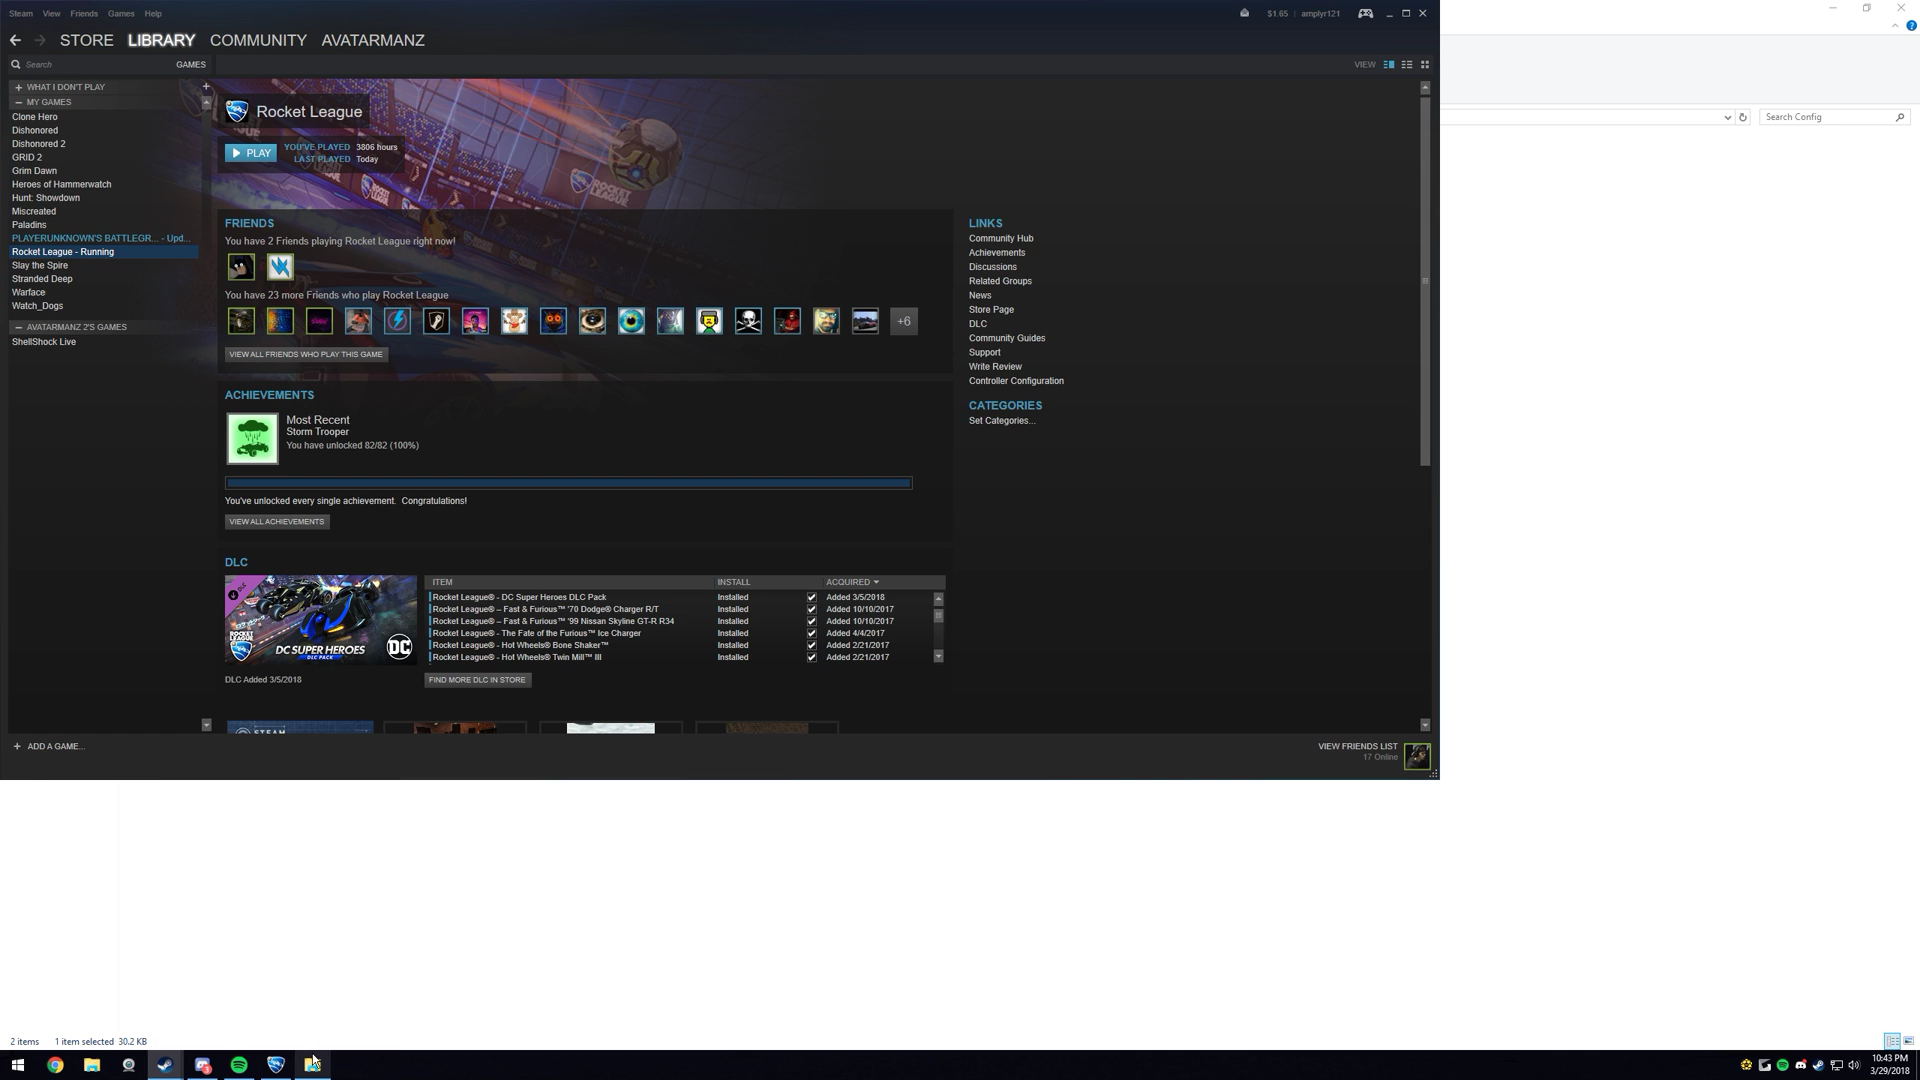 Steam View Friends Games Help
$1.65 | amplyr121
STORE LIBRARY COMMUNITY AVATARMANZ
Search GAMES
VIEW
Search Config
+ WHAT I DON'T PLAY +
– MY GAMES
Clone Hero
Dishonored
Dishonored 2
GRID 2
Grim Dawn
Heroes of Hammerwatch
Hunt: Showdown
Miscreated
Paladins
PLAYERUNKNOWN'S BATTLEGR... - Upd...
Rocket League - Running
Slay the Spire
Stranded Deep
Warface
Watch_Dogs
– AVATARMANZ 2'S GAMES
ShellShock Live
Rocket League
PLAY
YOU'VE PLAYED 3806 hours
LAST PLAYED Today
ROCKET LEAGUE
FRIENDS
You have 2 Friends playing Rocket League right now!
You have 23 more Friends who play Rocket League
+6
VIEW ALL FRIENDS WHO PLAY THIS GAME
ACHIEVEMENTS
Most Recent
Storm Trooper
You have unlocked 82/82 (100%)
You've unlocked every single achievement. Congratulations!
VIEW ALL ACHIEVEMENTS
DLC
DLC
ROCKET LEAGUE
DC SUPER HEROES
DLC PACK
DC
DLC Added 3/5/2018
ITEM INSTALL ACQUIRED
Rocket League® - DC Super Heroes DLC Pack Installed Added 3/5/2018
Rocket League® – Fast & Furious™ '70 Dodge® Charger R/T Installed Added 10/10/2017
Rocket League® – Fast & Furious™ '99 Nissan Skyline GT-R R34 Installed Added 10/10/2017
Rocket League® - The Fate of the Furious™ Ice Charger Installed Added 4/4/2017
Rocket League® - Hot Wheels® Bone Shaker™ Installed Added 2/21/2017
Rocket League® - Hot Wheels® Twin Mill™ III Installed Added 2/21/2017
FIND MORE DLC IN STORE
STEAM
LINKS
Community Hub
Achievements
Discussions
Related Groups
News
Store Page
DLC
Community Guides
Support
Write Review
Controller Configuration
CATEGORIES
Set Categories...
+ ADD A GAME...
VIEW FRIENDS LIST
17 Online
2 items 1 item selected 30.2 KB
10:43 PM
3/29/2018